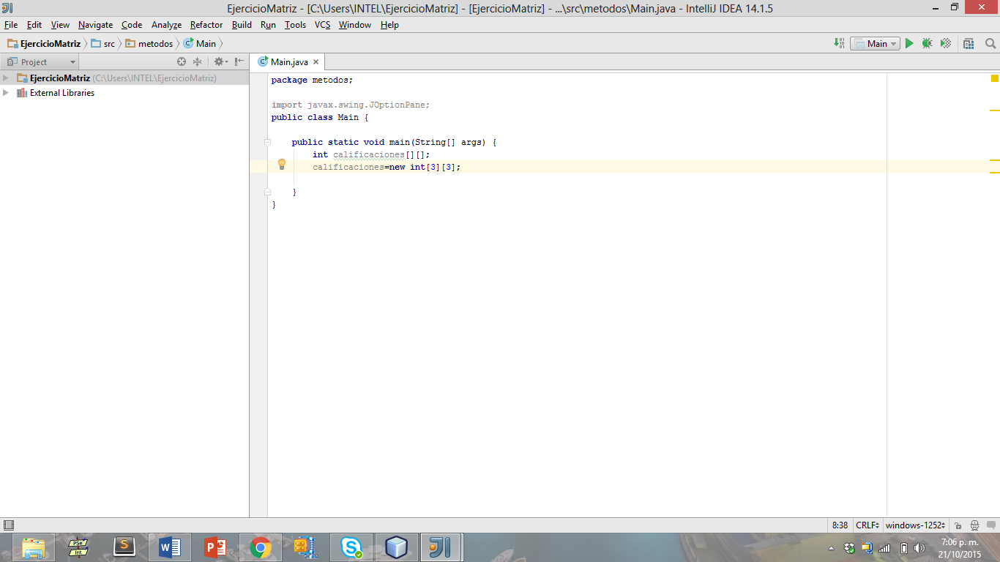 EjercicioMatriz - [C:\Users\INTEL\EjercicioMatriz] - [EjercicioMatriz] - ...\src\metodos\Main.java - IntelliJ IDEA 14.1.5
File Edit View Navigate Code Analyze Refactor Build Run Tools VCS Window Help
EjercicioMatriz src metodos Main Main
Project
Main.java
EjercicioMatriz (C:\Users\INTEL\EjercicioMatriz)
External Libraries
package metodos;
import javax.swing.JOptionPane;
public class Main {
public static void main(String[] args) {
int calificaciones[][];
calificaciones=new int[3][3];
}
}
8:38 CRLF windows-1252
PSe
Int
7:06 p. m.
21/10/2015